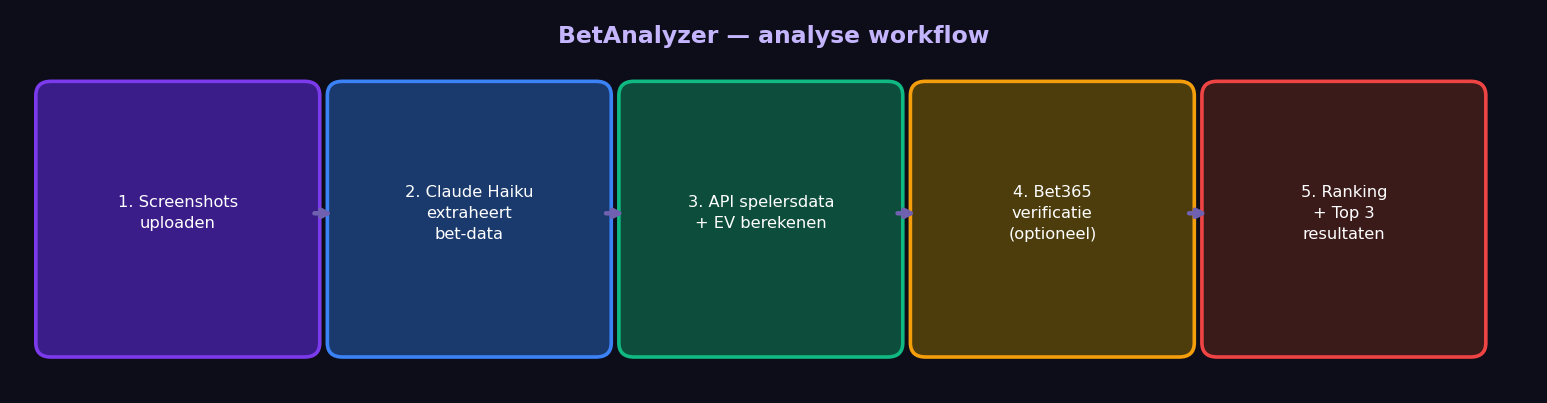 BetAnalyzer — analyse workflow
1. Screenshots
uploaden
2. Claude Haiku
extraheert
bet-data
3. API spelersdata
+ EV berekenen
4. Bet365
verificatie
(optioneel)
5. Ranking
+ Top 3
resultaten